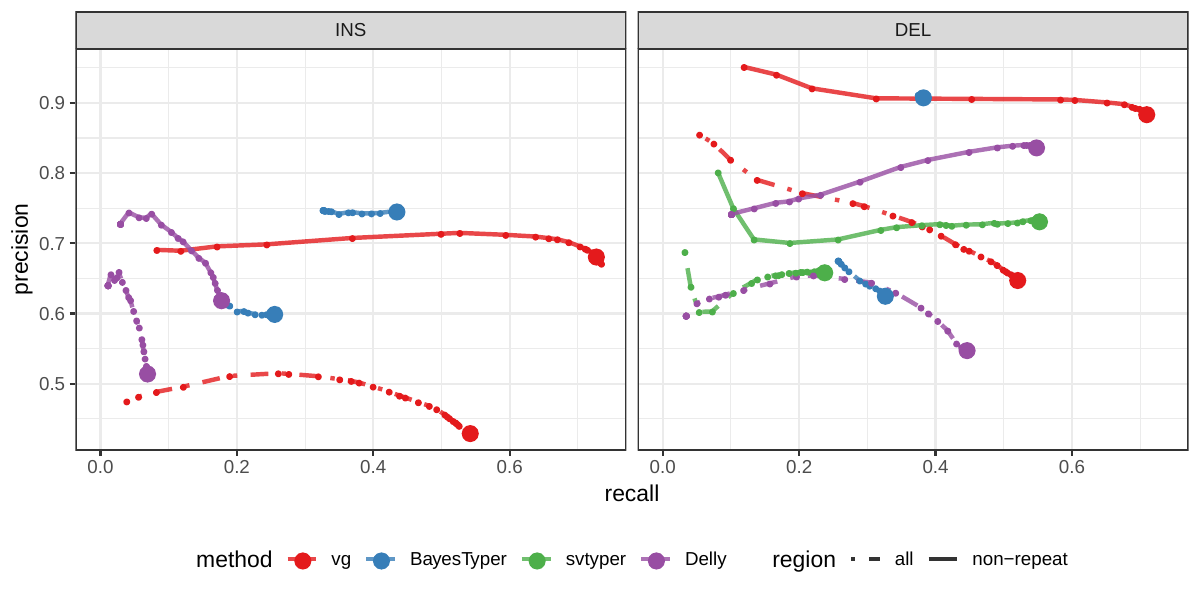 INS
DEL
0.9
0.8
0.7
0.6
0.5
precision
0.0 0.2 0.4 0.6 0.0 0.2 0.4 0.6
recall
method vg BayesTyper svtyper Delly region all non−repeat